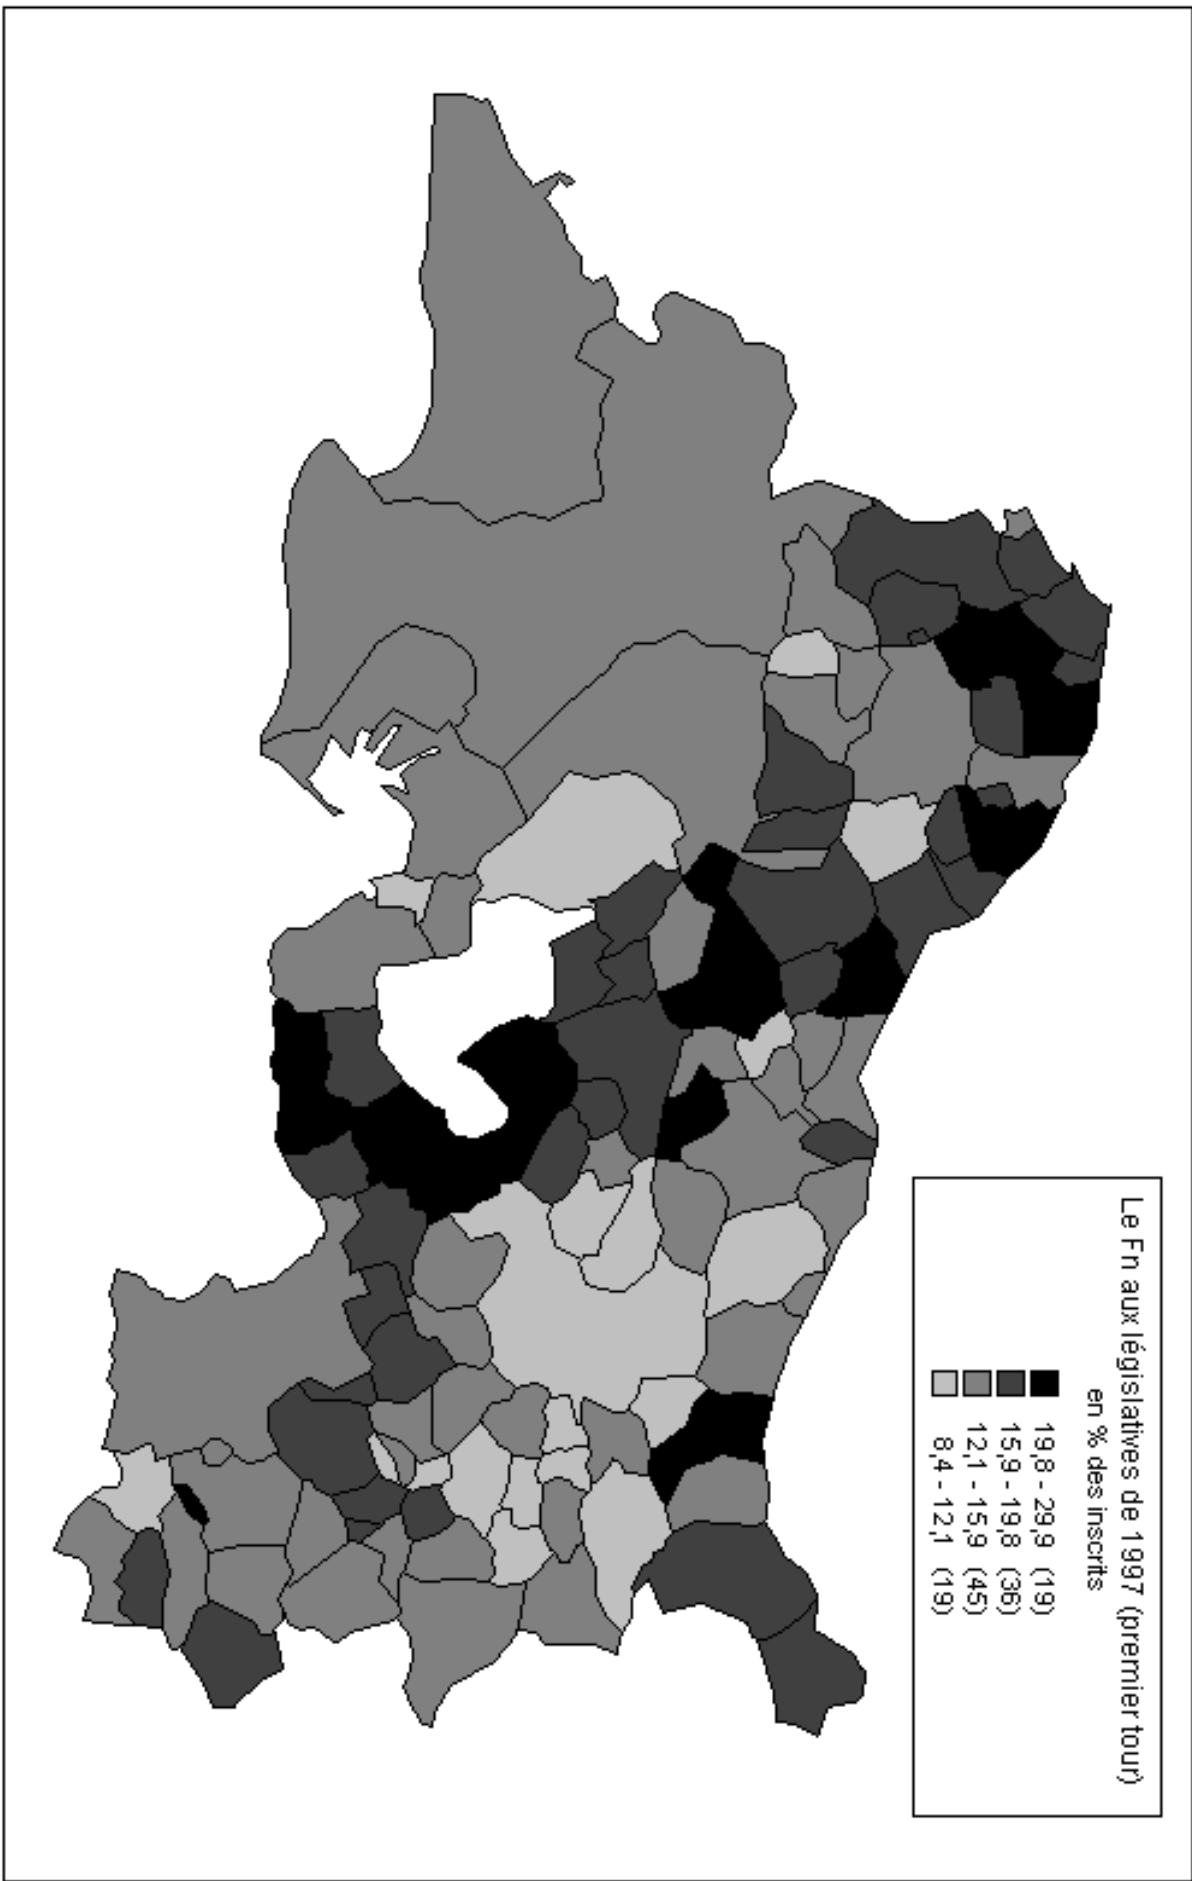 Le Fn aux législatives de 1997 (premier tour)
en % des inscrits
19,8 - 29,9 (19)
15,9 - 19,8 (36)
12,1 - 15,9 (45)
8,4 - 12,1 (19)